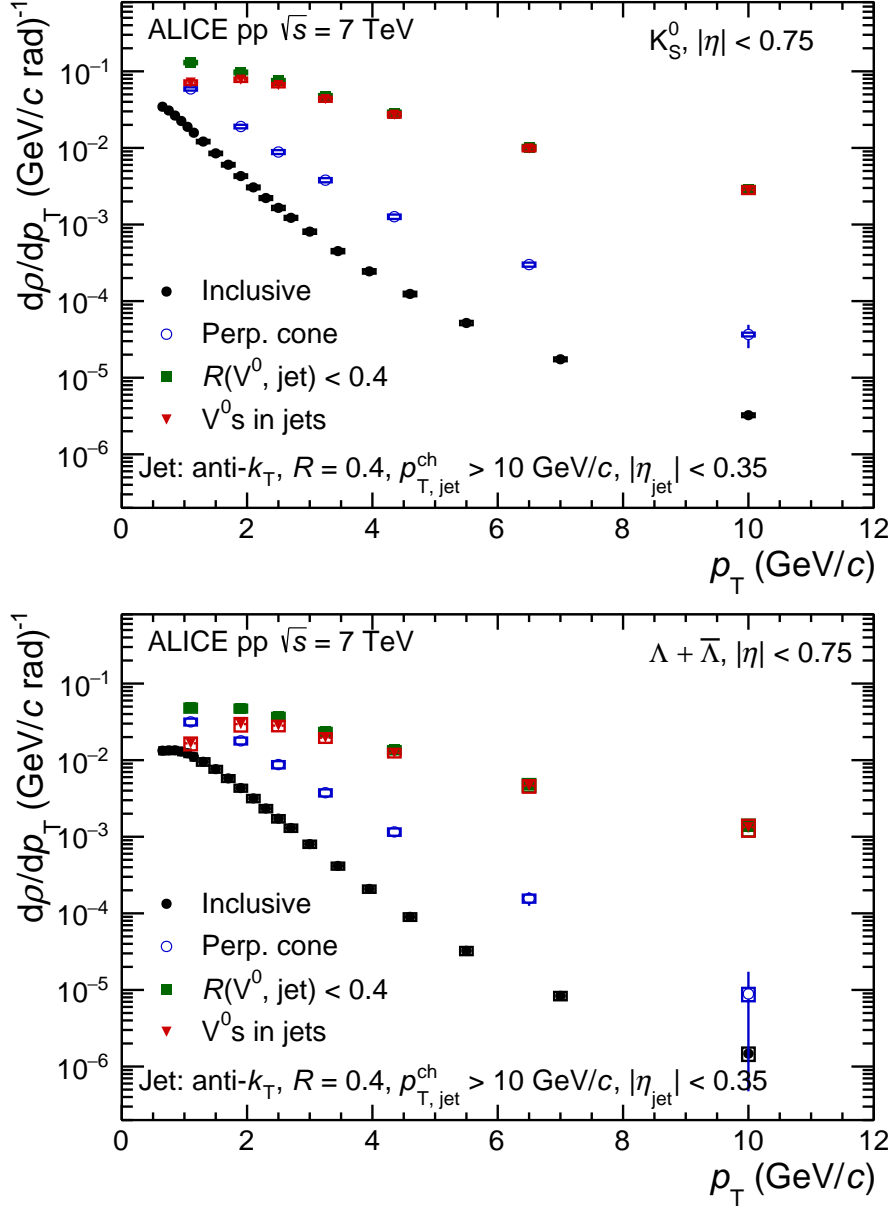 ALICE pp √s = 7 TeV
K⁰_S, |η| < 0.75
dρ/dp_T (GeV/c rad)⁻¹
10⁻¹
10⁻²
10⁻³
10⁻⁴
10⁻⁵
10⁻⁶
Inclusive
Perp. cone
R(V⁰, jet) < 0.4
V⁰s in jets
Jet: anti-k_T, R = 0.4, p^ch_T, jet > 10 GeV/c, |η_jet| < 0.35
0 2 4 6 8 10 12
p_T (GeV/c)
ALICE pp √s = 7 TeV
Λ + Λ̅, |η| < 0.75
dρ/dp_T (GeV/c rad)⁻¹
10⁻¹
10⁻²
10⁻³
10⁻⁴
10⁻⁵
10⁻⁶
Inclusive
Perp. cone
R(V⁰, jet) < 0.4
V⁰s in jets
Jet: anti-k_T, R = 0.4, p^ch_T, jet > 10 GeV/c, |η_jet| < 0.35
0 2 4 6 8 10 12
p_T (GeV/c)